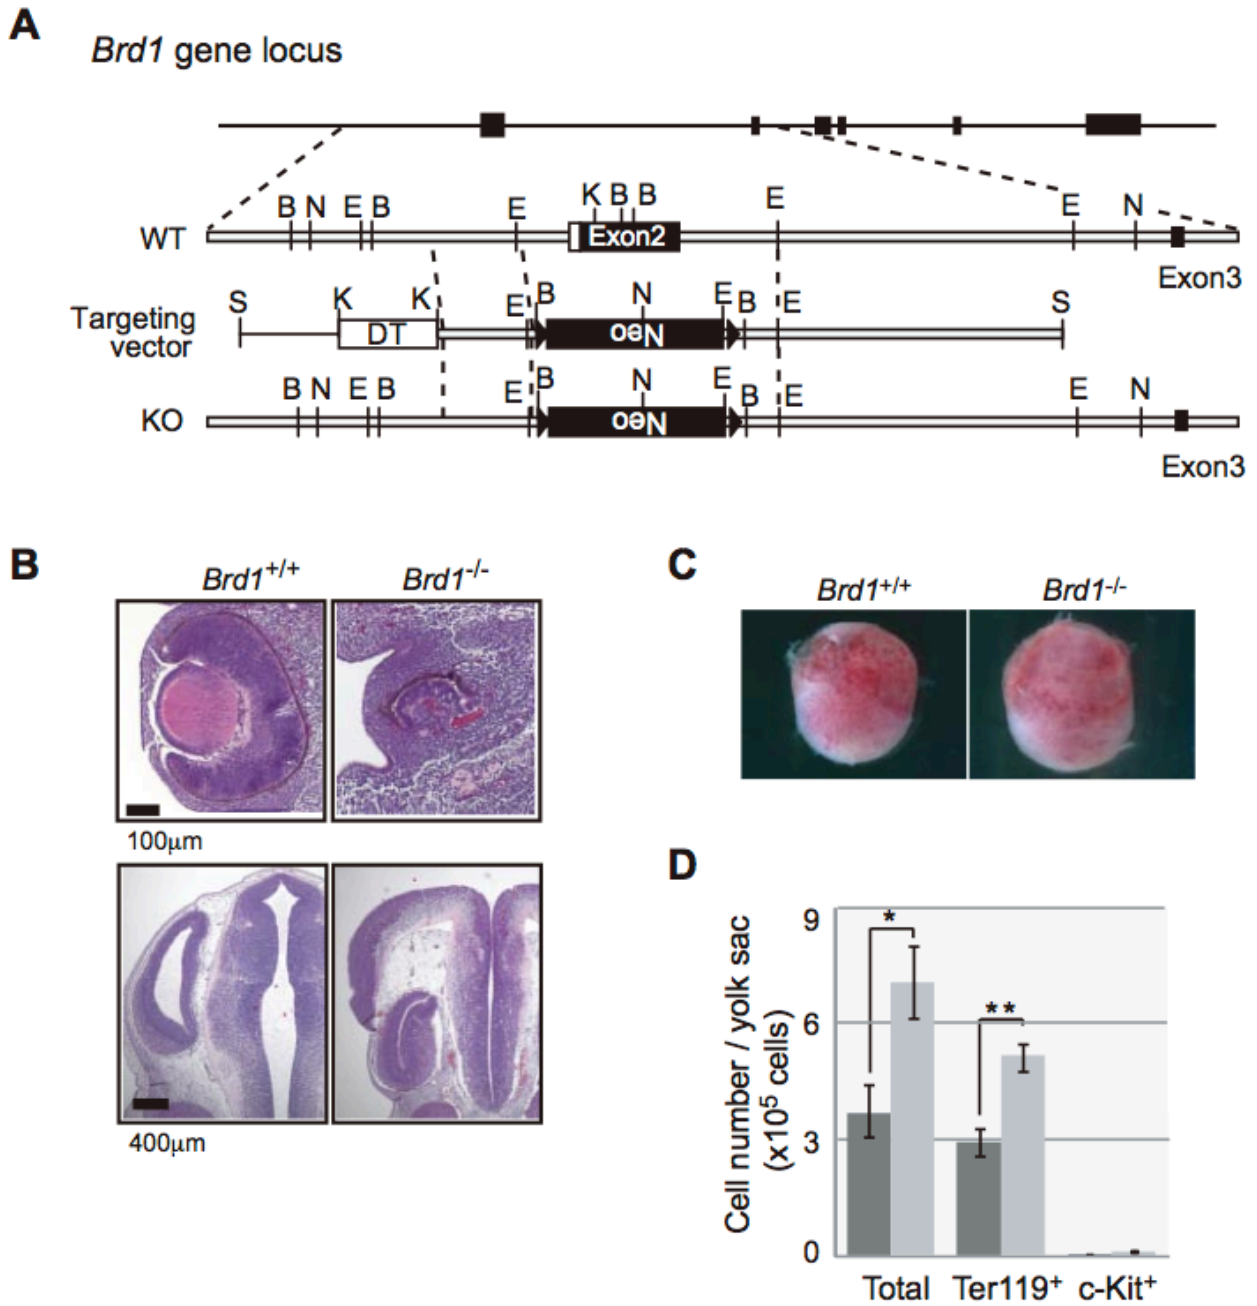 A
Brd1 gene locus
B N E B E K B B E E N
WT Exon2
Exon3
S K K E B N E B E S
Targeting
vector
DT Neo
B N E B E B N E B E E N
KO Neo
Exon3
B
Brd1+/+ Brd1-/-
100μm
400μm
C
Brd1+/+ Brd1-/-
D
Cell number / yolk sac
(x10⁵ cells)
9
6
3
0
*
**
Total Ter119+ c-Kit+